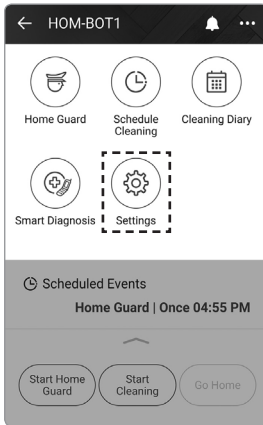 HOM-BOT1
Home Guard
Schedule
Cleaning
Cleaning Diary
Smart Diagnosis
Settings
Scheduled Events
Home Guard | Once 04:55 PM
Start Home
Guard
Start
Cleaning
Go Home